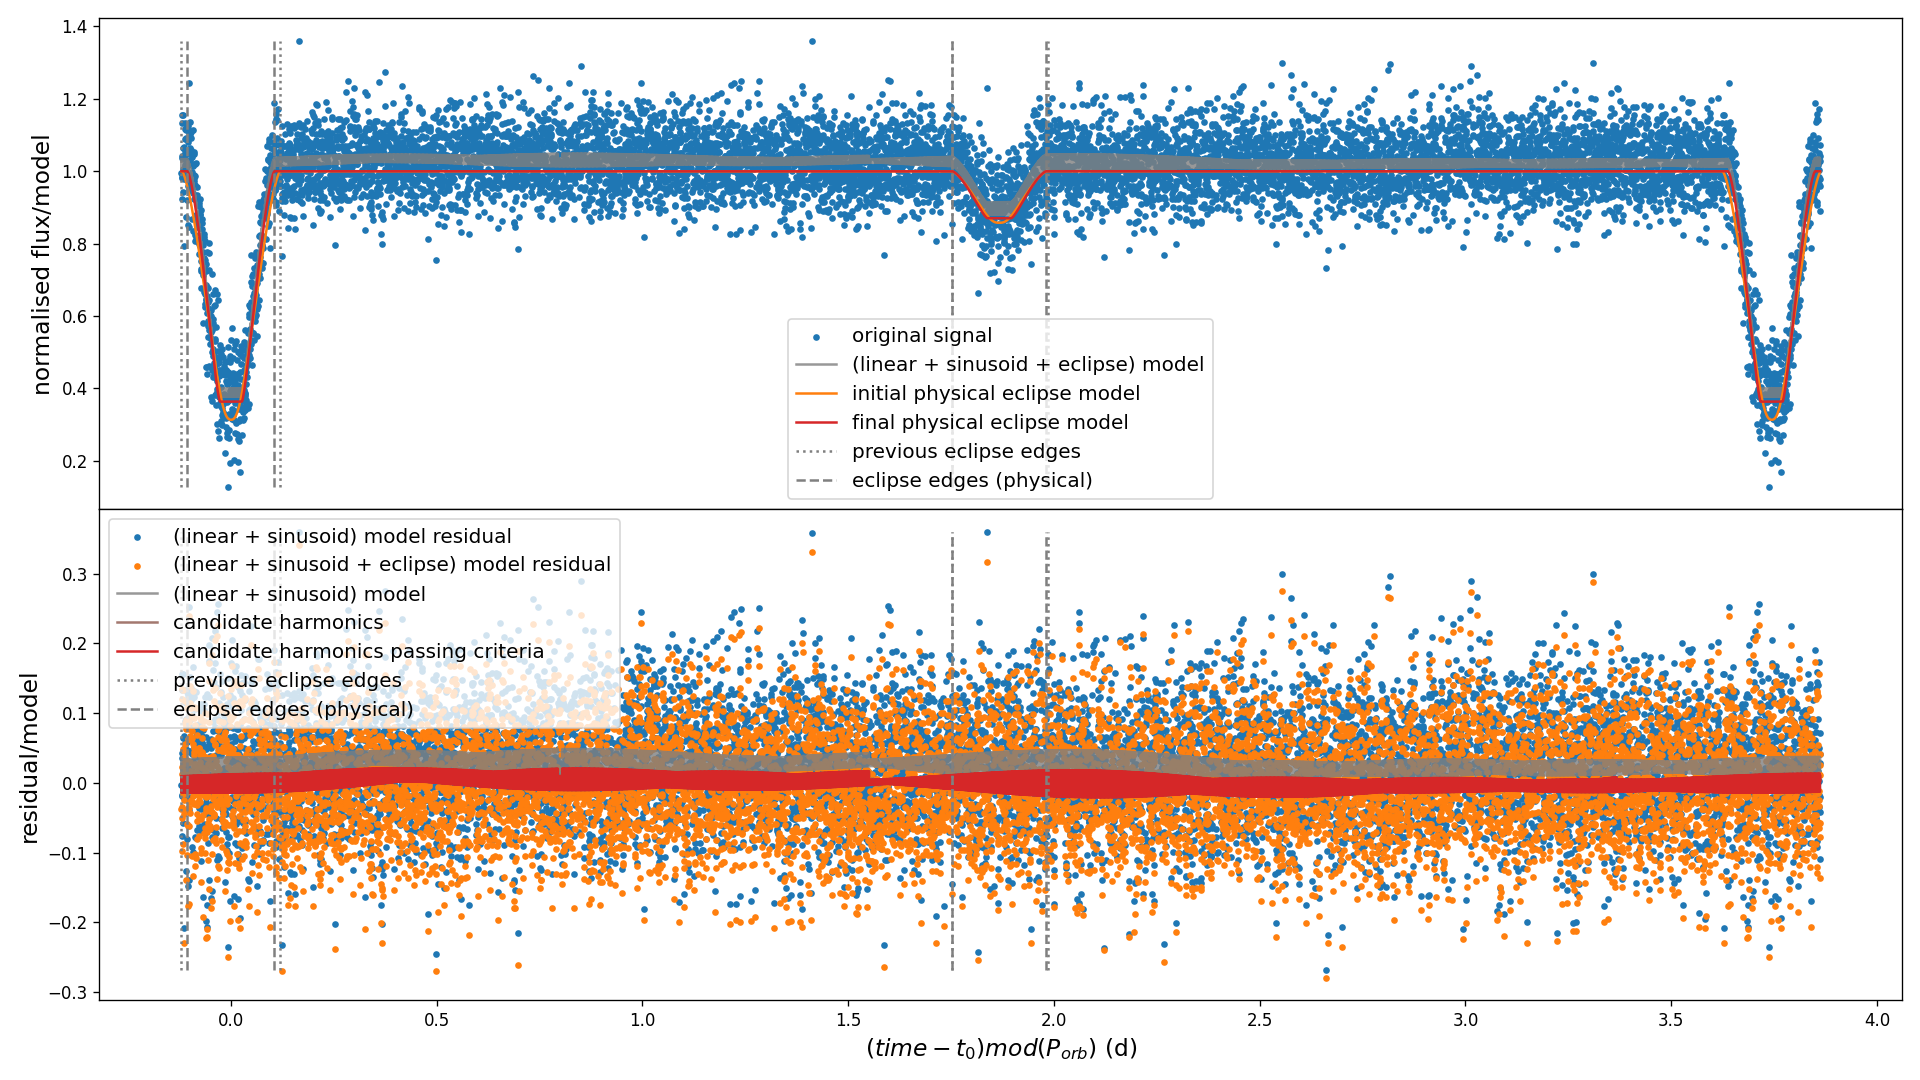 1.4
1.2
1.0
0.8
0.6
0.4
0.2
normalised flux/model
original signal
(linear + sinusoid + eclipse) model
initial physical eclipse model
final physical eclipse model
previous eclipse edges
eclipse edges (physical)
(linear + sinusoid) model residual
(linear + sinusoid + eclipse) model residual
(linear + sinusoid) model
candidate harmonics
candidate harmonics passing criteria
previous eclipse edges
eclipse edges (physical)
0.3
0.2
0.1
0.0
−0.1
−0.2
−0.3
residual/model
0.0 0.5 1.0 1.5 2.0 2.5 3.0 3.5 4.0
(time − t₀)mod(Pₒᵣb) (d)